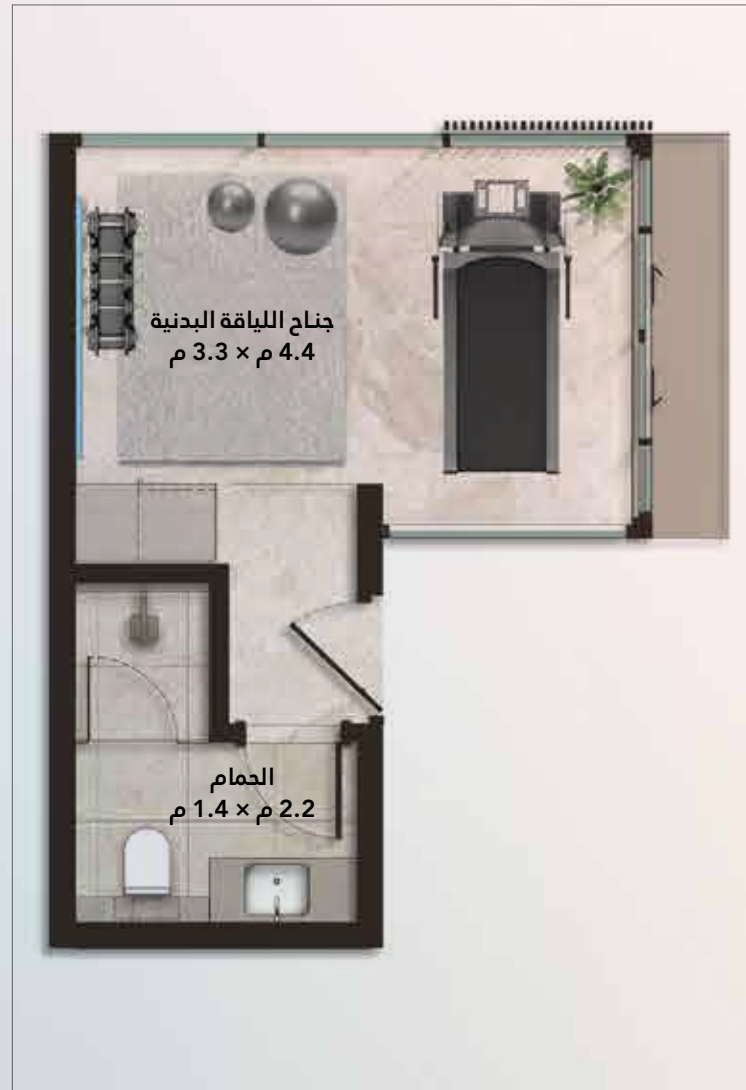 جناح اللياقة البدنية
4.4 م × 3.3 م
الحمام
2.2 م × 1.4 م